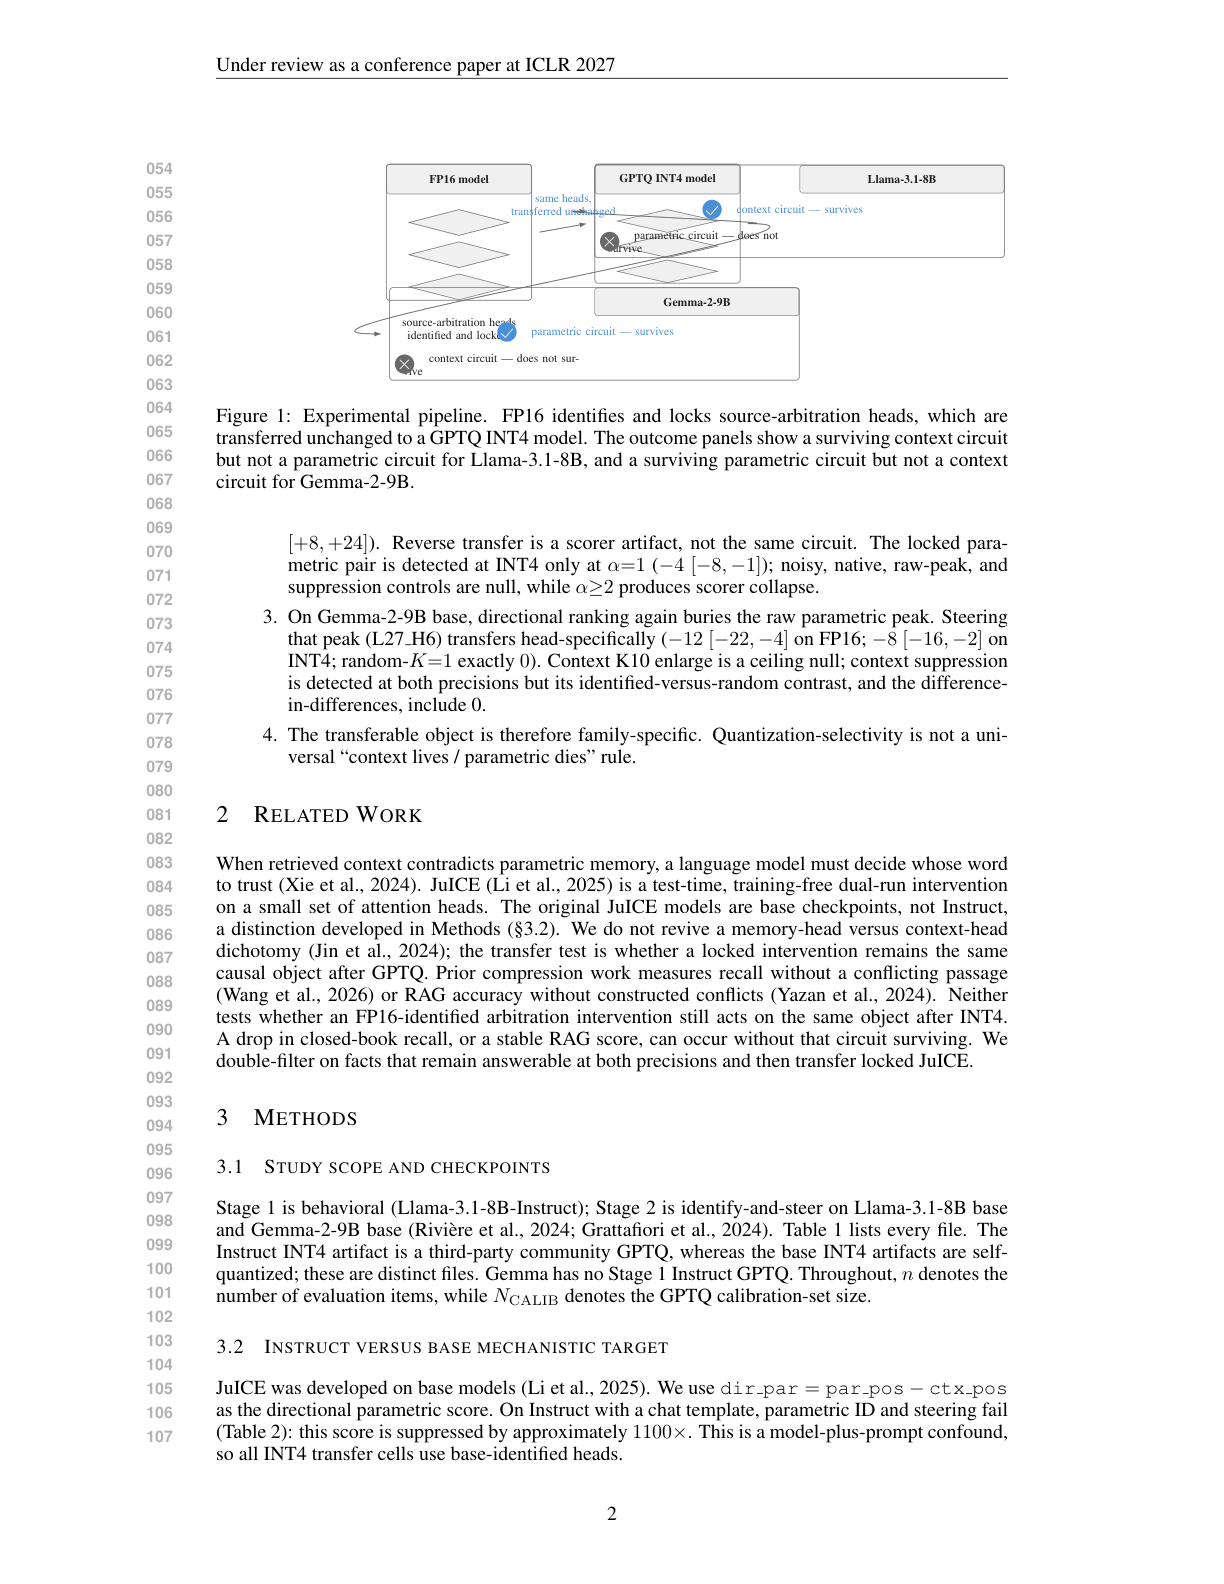 Under review as a conference paper at ICLR 2027
054
055
056
057
058
059
060
061
062
063
064
065
066
067
068
069
070
071
072
073
074
075
076
077
078
079
080
081
082
083
084
085
086
087
088
089
090
091
092
093
094
095
096
097
098
099
100
101
102
103
104
105
106
107
FP16 model
GPTQ INT4 model
Llama-3.1-8B
same heads,
transferred unchanged
context circuit — survives
parametric circuit — does not
Gemma-2-9B
source-arbitration heads
identified and locked
parametric circuit — survives
context circuit — does not sur-
Figure 1: Experimental pipeline. FP16 identifies and locks source-arbitration heads, which are
transferred unchanged to a GPTQ INT4 model. The outcome panels show a surviving context circuit
but not a parametric circuit for Llama-3.1-8B, and a surviving parametric circuit but not a context
circuit for Gemma-2-9B.
[+8, +24]). Reverse transfer is a scorer artifact, not the same circuit. The locked para-
metric pair is detected at INT4 only at α=1 (−4 [−8, −1]); noisy, native, raw-peak, and
suppression controls are null, while α≥2 produces scorer collapse.
3. On Gemma-2-9B base, directional ranking again buries the raw parametric peak. Steering
that peak (L27_H6) transfers head-specifically (−12 [−22, −4] on FP16; −8 [−16, −2] on
INT4; random-K=1 exactly 0). Context K10 enlarge is a ceiling null; context suppression
is detected at both precisions but its identified-versus-random contrast, and the difference-
in-differences, include 0.
4. The transferable object is therefore family-specific. Quantization-selectivity is not a uni-
versal “context lives / parametric dies” rule.
2 RELATED WORK
When retrieved context contradicts parametric memory, a language model must decide whose word
to trust (Xie et al., 2024). JuICE (Li et al., 2025) is a test-time, training-free dual-run intervention
on a small set of attention heads. The original JuICE models are base checkpoints, not Instruct,
a distinction developed in Methods (§3.2). We do not revive a memory-head versus context-head
dichotomy (Jin et al., 2024); the transfer test is whether a locked intervention remains the same
causal object after GPTQ. Prior compression work measures recall without a conflicting passage
(Wang et al., 2026) or RAG accuracy without constructed conflicts (Yazan et al., 2024). Neither
tests whether an FP16-identified arbitration intervention still acts on the same object after INT4.
A drop in closed-book recall, or a stable RAG score, can occur without that circuit surviving. We
double-filter on facts that remain answerable at both precisions and then transfer locked JuICE.
3 METHODS
3.1 STUDY SCOPE AND CHECKPOINTS
Stage 1 is behavioral (Llama-3.1-8B-Instruct); Stage 2 is identify-and-steer on Llama-3.1-8B base
and Gemma-2-9B base (Rivière et al., 2024; Grattafiori et al., 2024). Table 1 lists every file. The
Instruct INT4 artifact is a third-party community GPTQ, whereas the base INT4 artifacts are self-
quantized; these are distinct files. Gemma has no Stage 1 Instruct GPTQ. Throughout, n denotes the
number of evaluation items, while N_CALIB denotes the GPTQ calibration-set size.
3.2 INSTRUCT VERSUS BASE MECHANISTIC TARGET
JuICE was developed on base models (Li et al., 2025). We use dir_par = par_pos − ctx_pos
as the directional parametric score. On Instruct with a chat template, parametric ID and steering fail
(Table 2): this score is suppressed by approximately 1100×. This is a model-plus-prompt confound,
so all INT4 transfer cells use base-identified heads.
2